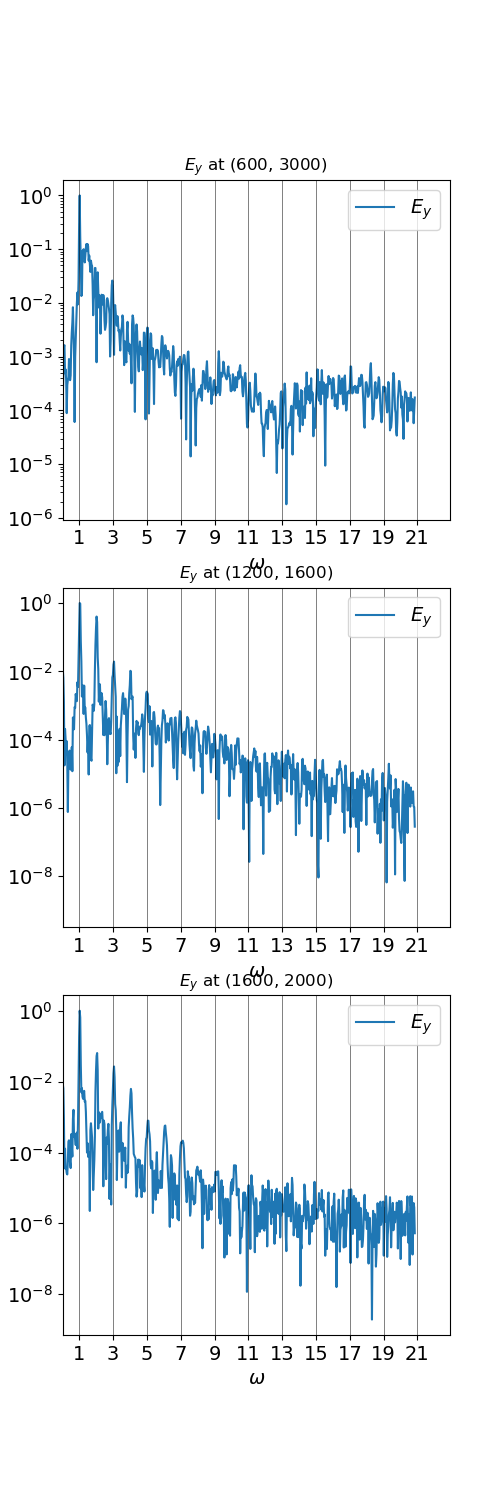 E_y at (600, 3000)
10^0
10^-1
10^-2
10^-3
10^-4
10^-5
10^-6
E_y
1 3 5 7 9 11 13 15 17 19 21
ω
E_y at (1200, 1600)
10^0
10^-2
10^-4
10^-6
10^-8
E_y
1 3 5 7 9 11 13 15 17 19 21
ω
E_y at (1600, 2000)
10^0
10^-2
10^-4
10^-6
10^-8
E_y
1 3 5 7 9 11 13 15 17 19 21
ω